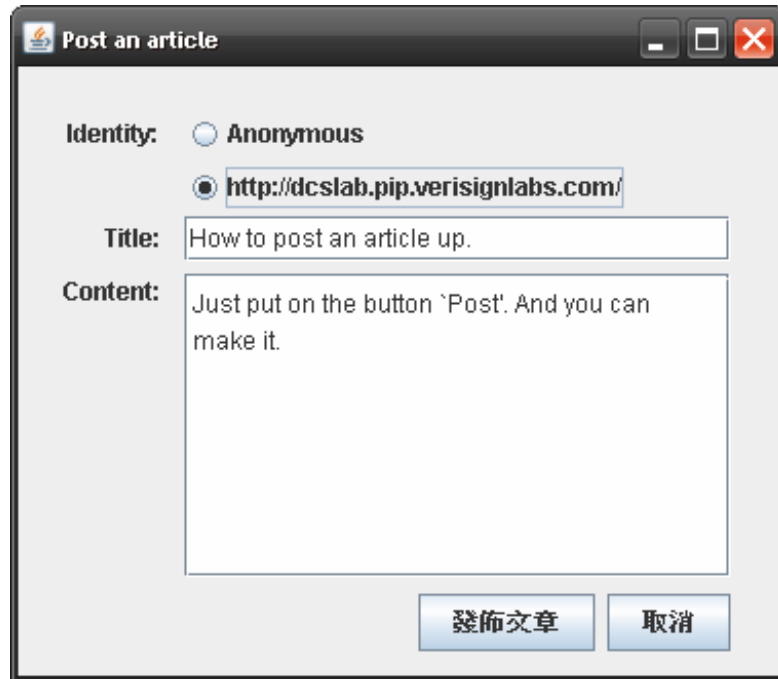 Post an article
Identity: Anonymous
http://dcslab.pip.verisignlabs.com/
Title: How to post an article up.
Content: Just put on the button `Post'. And you can
make it.
發佈文章 取消